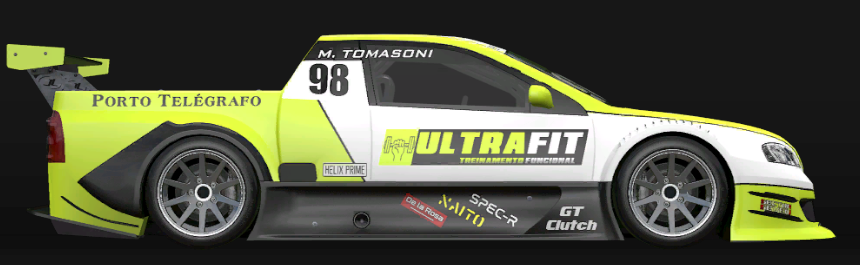 M. TOMASONI
98
PORTO TELÉGRAFO
ULTRAFIT
TREINAMENTO FUNCIONAL
HELIX PRIME
De la Rosa
NAITO
SPEC-R
GT
Clutch